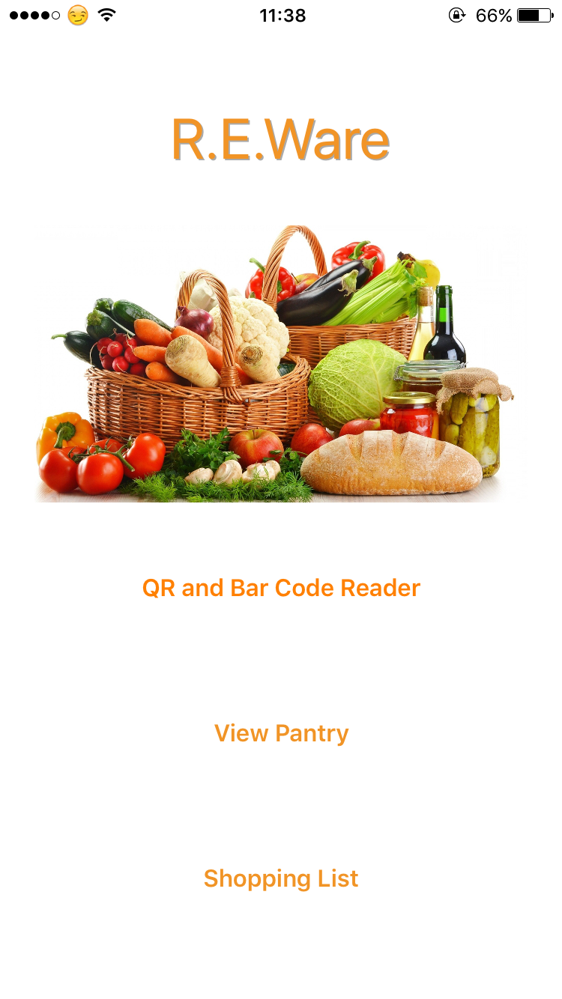 11:38 66%
R.E.Ware
QR and Bar Code Reader
View Pantry
Shopping List